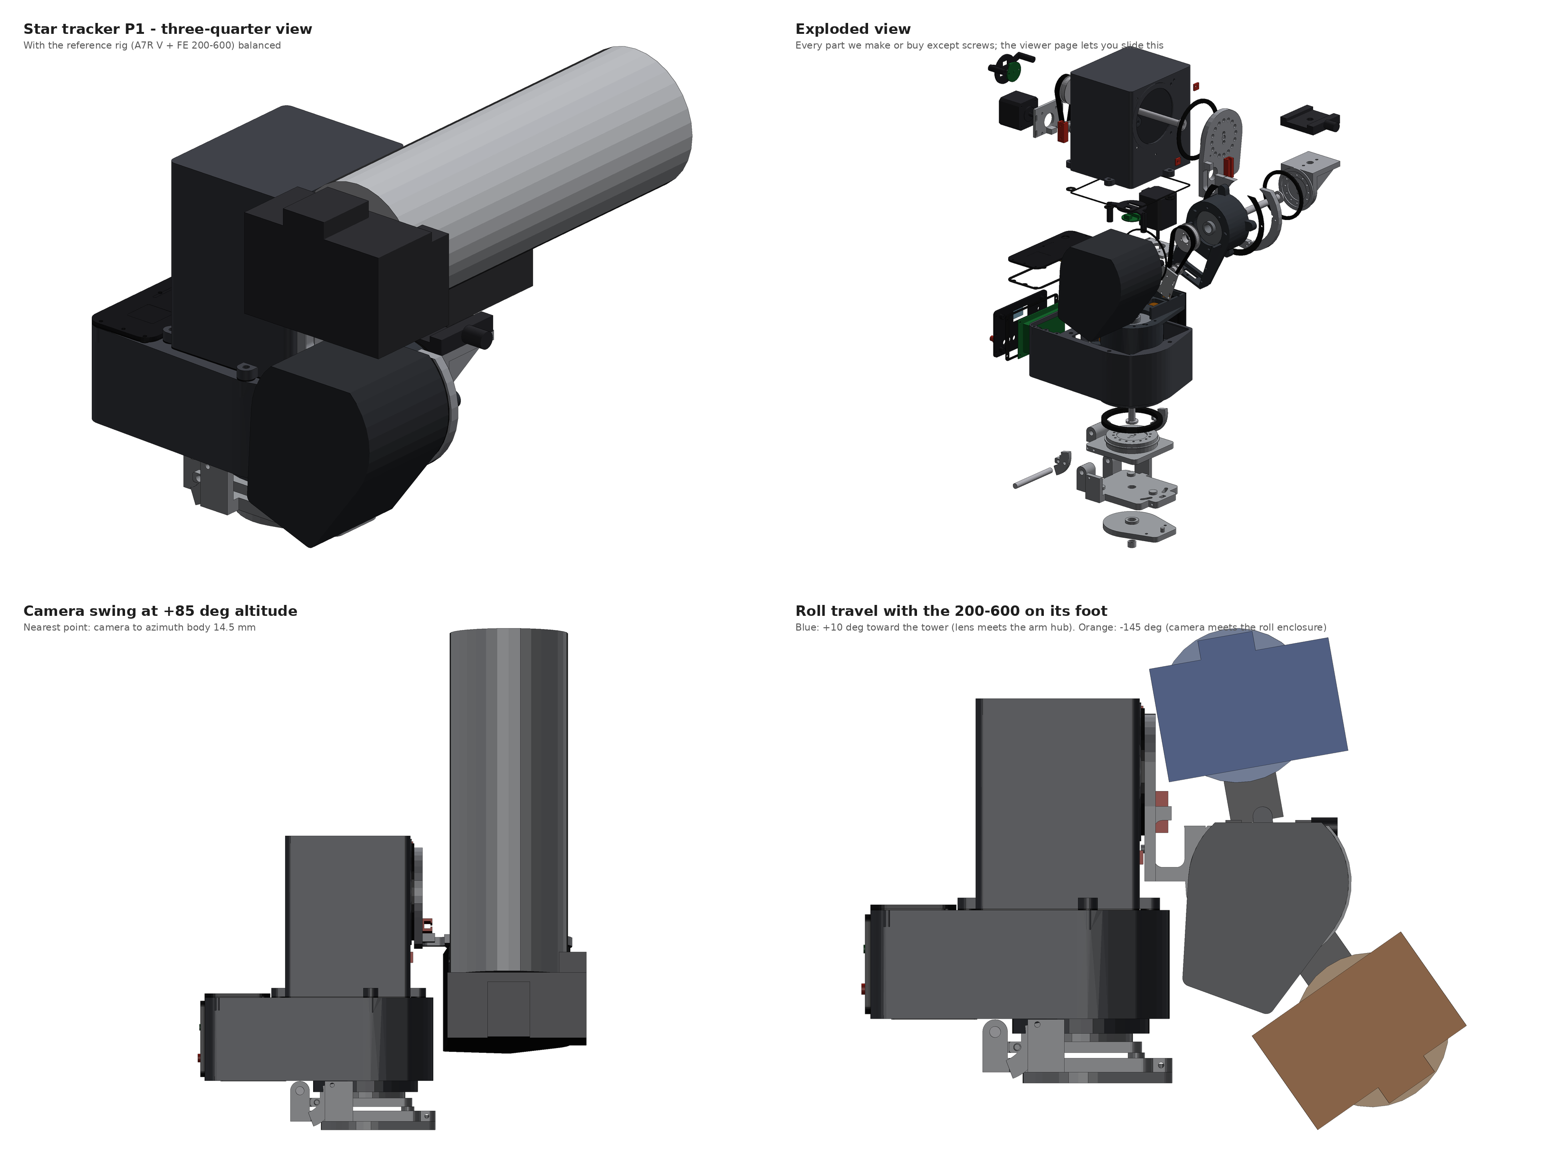 Star tracker P1 - three-quarter view
With the reference rig (A7R V + FE 200-600) balanced
Exploded view
Every part we make or buy except screws; the viewer page lets you slide this
Camera swing at +85 deg altitude
Nearest point: camera to azimuth body 14.5 mm
Roll travel with the 200-600 on its foot
Blue: +10 deg toward the tower (lens meets the arm hub). Orange: -145 deg (camera meets the roll enclosure)